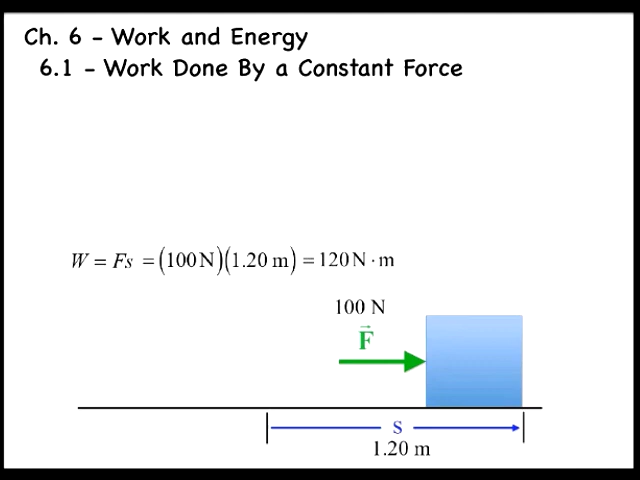 Ch. 6 - Work and Energy
6.1 - Work Done By a Constant Force
W = Fs = (100 N)(1.20 m) = 120 N · m
100 N
F⃗
s
1.20 m